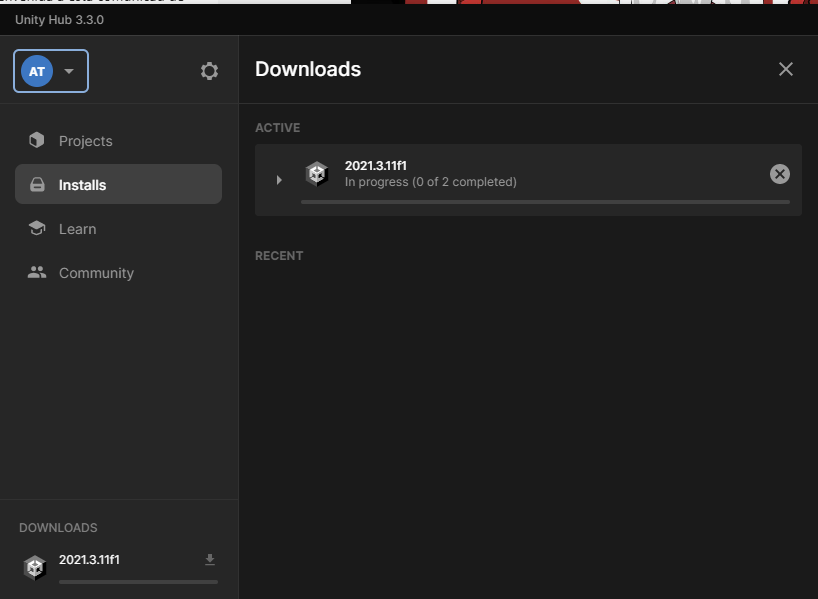 Unity Hub 3.3.0
AT
Downloads
Projects
Installs
Learn
Community
ACTIVE
2021.3.11f1
In progress (0 of 2 completed)
RECENT
DOWNLOADS
2021.3.11f1